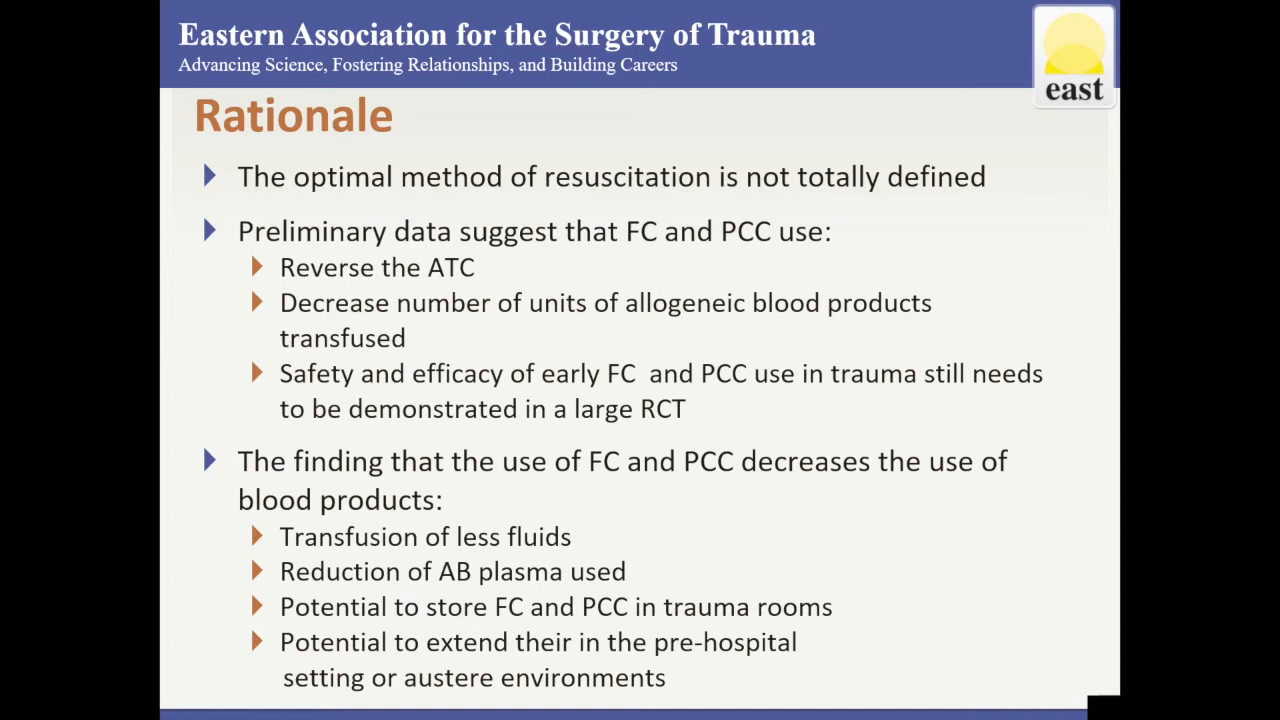 Eastern Association for the Surgery of Trauma
Advancing Science, Fostering Relationships, and Building Careers
east
Rationale
The optimal method of resuscitation is not totally defined
Preliminary data suggest that FC and PCC use:
Reverse the ATC
Decrease number of units of allogeneic blood products
transfused
Safety and efficacy of early FC and PCC use in trauma still needs
to be demonstrated in a large RCT
The finding that the use of FC and PCC decreases the use of
blood products:
Transfusion of less fluids
Reduction of AB plasma used
Potential to store FC and PCC in trauma rooms
Potential to extend their in the pre-hospital
setting or austere environments